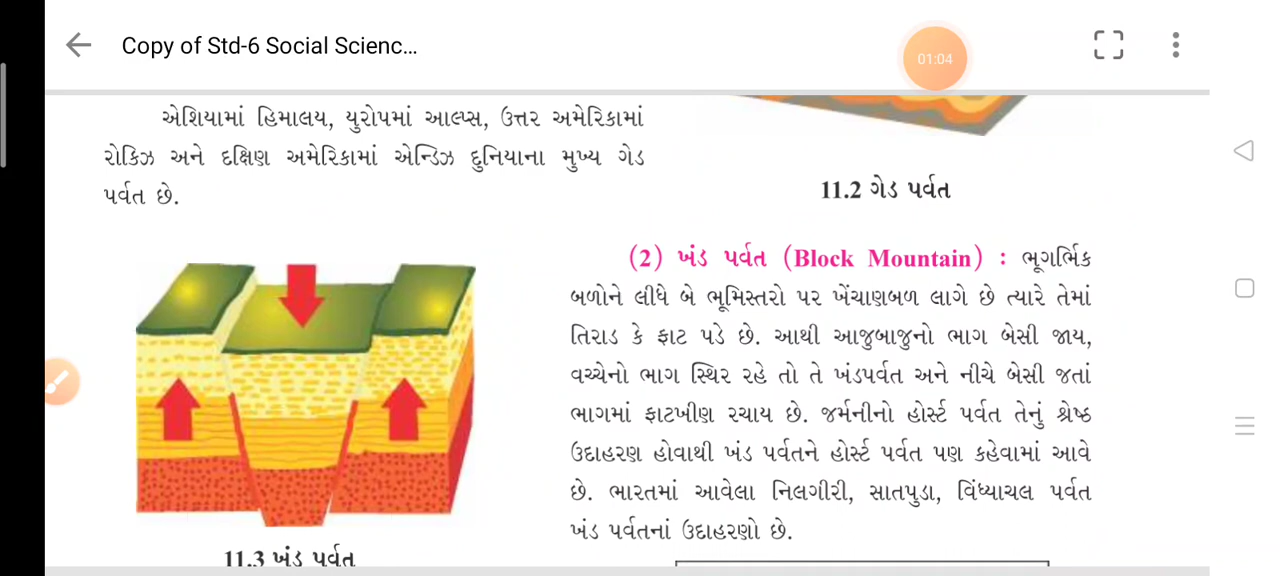 Copy of Std-6 Social Scienc...
01:04
એશિયામાં હિમાલય, યુરોપમાં આલ્પ્સ, ઉત્તર અમેરિકામાં
રોકિઝ અને દક્ષિણ અમેરિકામાં એન્ડિઝ દુનિયાના મુખ્ય ગેડ
પર્વત છે.
11.2 ગેડ પર્વત
(2) ખંડ પર્વત (Block Mountain) : ભૂગર્ભિક
બળોને લીધે બે ભૂમિસ્તરો પર ખેંચાણબળ લાગે છે ત્યારે તેમાં
તિરાડ કે ફાટ પડે છે. આથી આજુબાજુનો ભાગ બેસી જાય,
વચ્ચેનો ભાગ સ્થિર રહે તો તે ખંડપર્વત અને નીચે બેસી જતાં
ભાગમાં ફાટખીણ રચાય છે. જર્મનીનો હોર્સ્ટ પર્વત તેનું શ્રેષ્ઠ
ઉદાહરણ હોવાથી ખંડ પર્વતને હોર્સ્ટ પર્વત પણ કહેવામાં આવે
છે. ભારતમાં આવેલા નિલગીરી, સાતપુડા, વિંધ્યાચલ પર્વત
ખંડ પર્વતનાં ઉદાહરણો છે.
11.3 ખંડ પર્વત